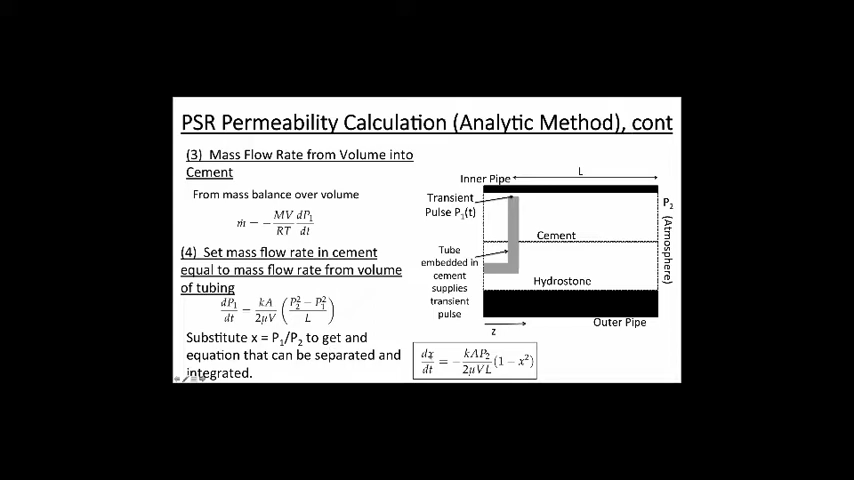 PSR Permeability Calculation (Analytic Method), cont
(3) Mass Flow Rate from Volume into
Cement
From mass balance over volume
ṁ = − MV/RT dP₁/dt
(4) Set mass flow rate in cement
equal to mass flow rate from volume
of tubing
dP₁/dt = kA/2μV (P₂² − P₁² / L)
Substitute x = P₁/P₂ to get and
equation that can be separated and
integrated.
L
Inner Pipe
Transient
Pulse P₁(t)
Cement
Tube
embedded in
cement
supplies
transient
pulse
Hydrostone
Outer Pipe
z
P₂
(Atmosphere)
dx/dt = − kAP₂/2μVL (1 − x²)